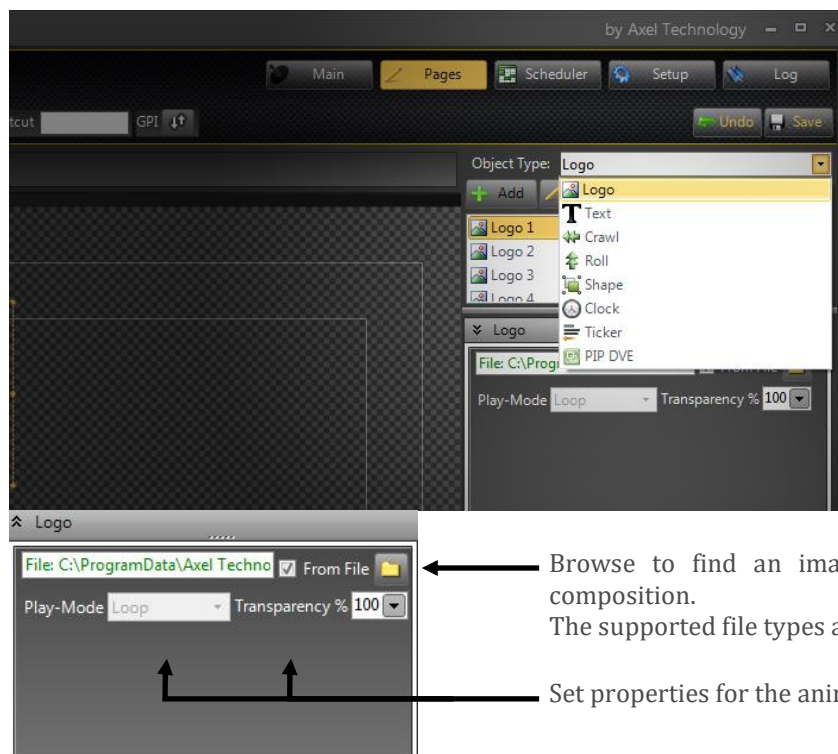 by Axel Technology
Main Pages Scheduler Setup Log
tcut GPI Undo Save
Object Type: Logo
Add
Logo
Text
Crawl
Roll
Shape
Clock
Ticker
PIP DVE
Logo 1
Logo 2
Logo 3
Logo 4
Logo
File: C:\Progr
Play-Mode Loop Transparency % 100
Logo
File: C:\ProgramData\Axel Techno From File
Play-Mode Loop Transparency % 100
Browse to find an ima
composition.
The supported file types a
Set properties for the anir